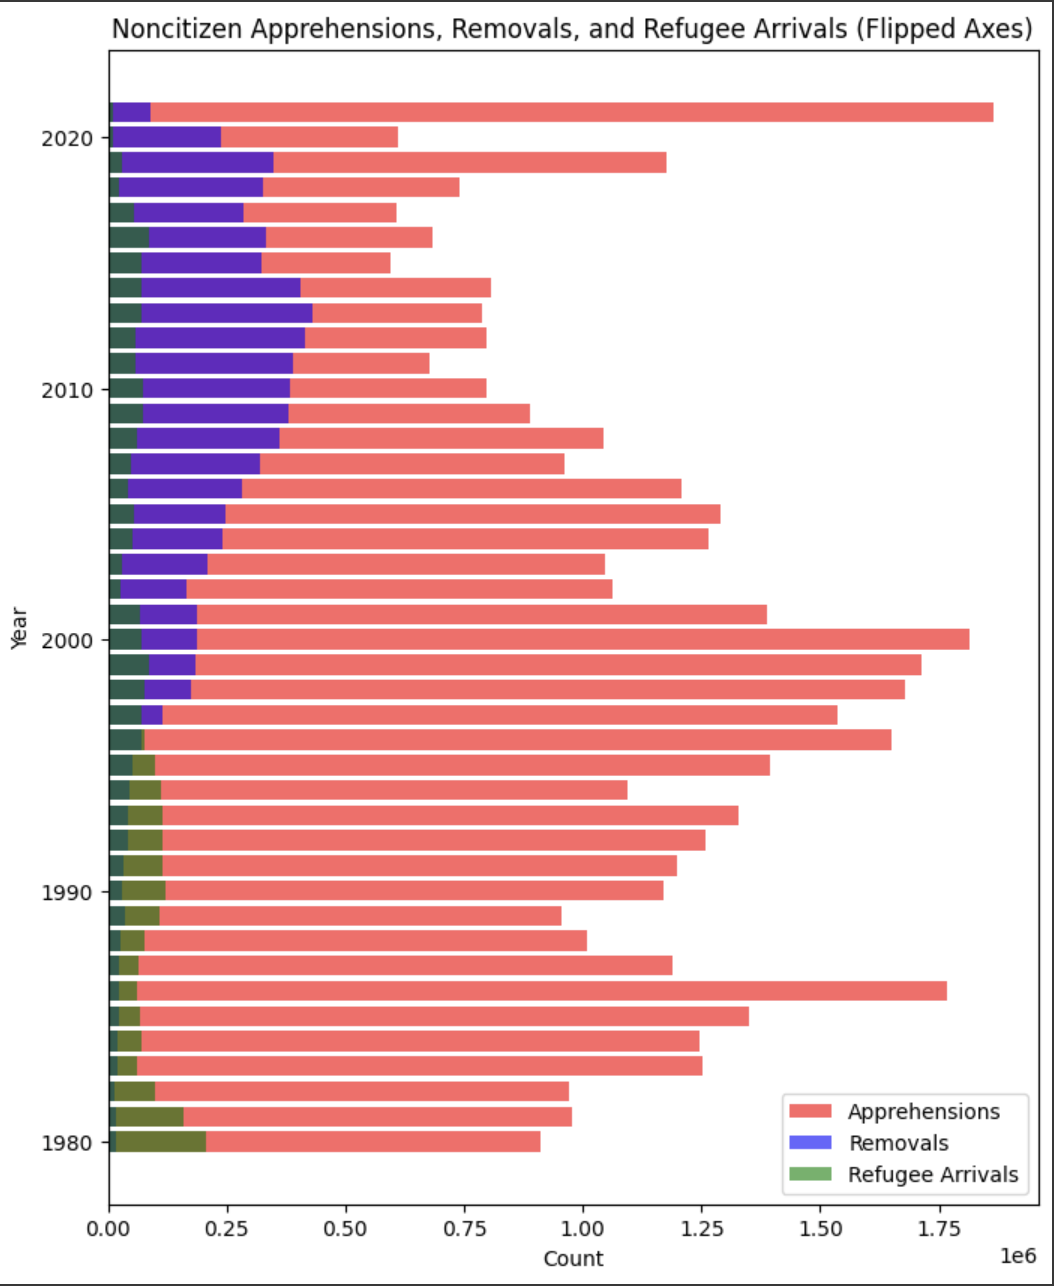 Noncitizen Apprehensions, Removals, and Refugee Arrivals (Flipped Axes)
2020
2010
2000
1990
1980
Year
Apprehensions
Removals
Refugee Arrivals
0.00 0.25 0.50 0.75 1.00 1.25 1.50 1.75
1e6
Count